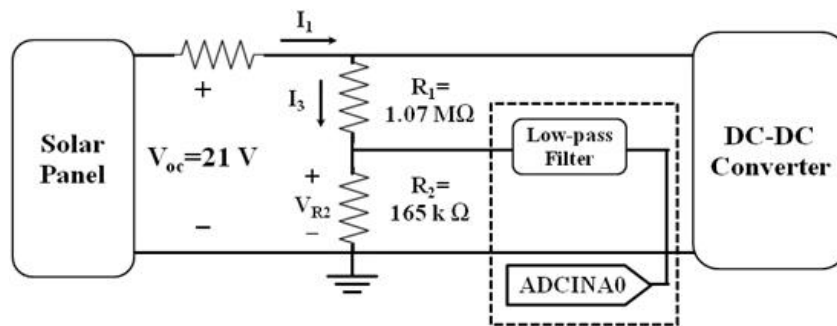 I₁
+
Solar
Panel
Voc=21 V
−
I₃
R₁=
1.07 MΩ
+
VR2
−
R₂=
165 k Ω
Low-pass
Filter
ADCINA0
DC-DC
Converter